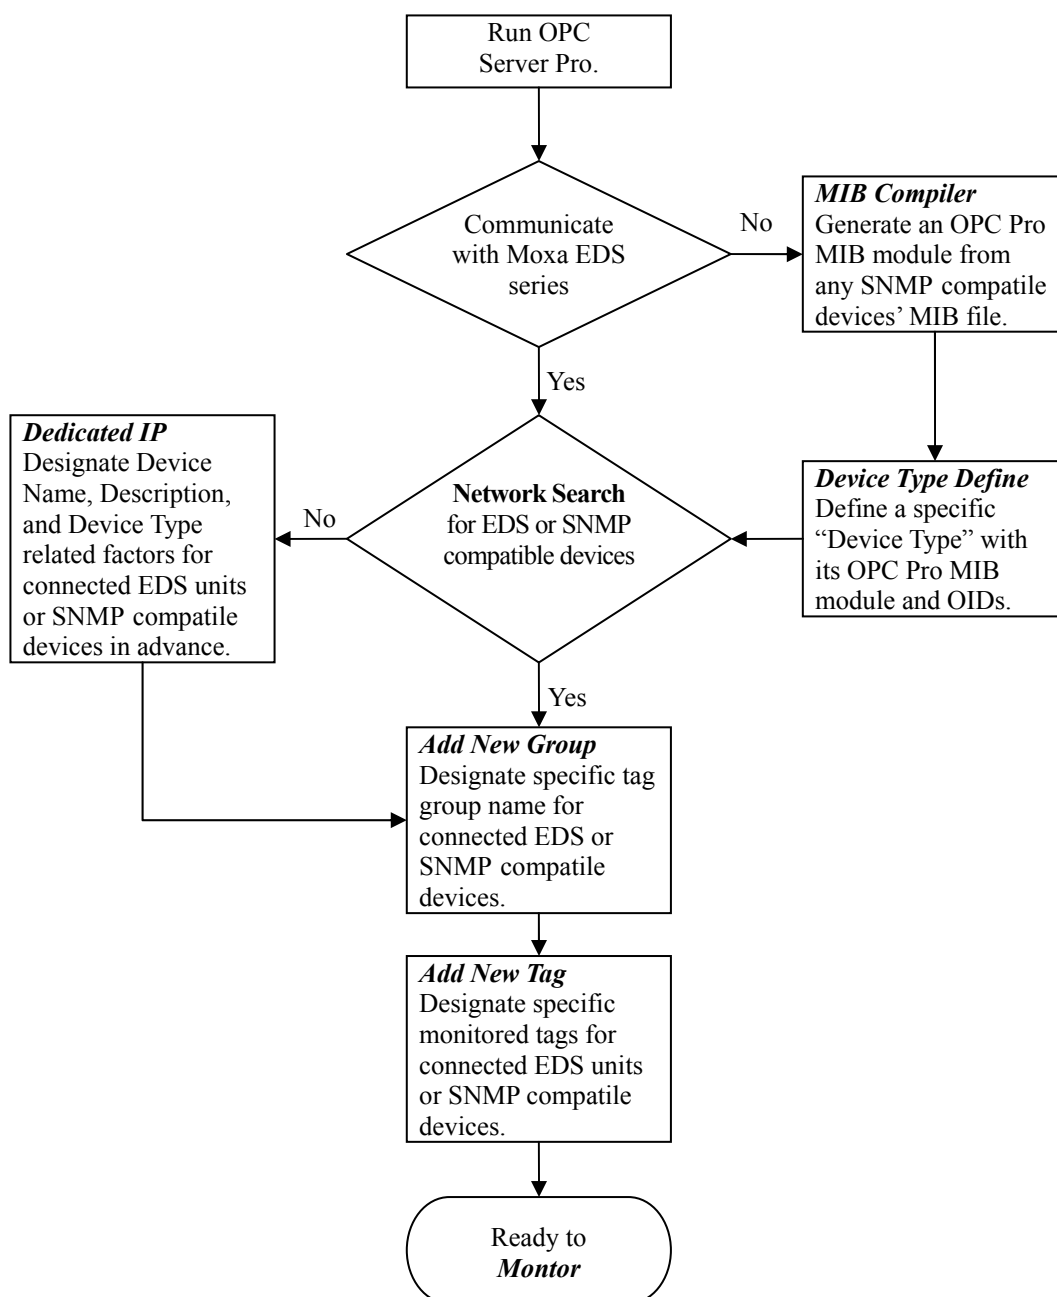 Run OPC
Server Pro.
Communicate
with Moxa EDS
series
No
MIB Compiler
Generate an OPC Pro
MIB module from
any SNMP compatile
devices’ MIB file.
Yes
Dedicated IP
Designate Device
Name, Description,
and Device Type
related factors for
connected EDS units
or SNMP compatile
devices in advance.
No
Network Search
for EDS or SNMP
compatible devices
Device Type Define
Define a specific
“Device Type” with
its OPC Pro MIB
module and OIDs.
Yes
Add New Group
Designate specific tag
group name for
connected EDS or
SNMP compatile
devices.
Add New Tag
Designate specific
monitored tags for
connected EDS units
or SNMP compatile
devices.
Ready to
Montor